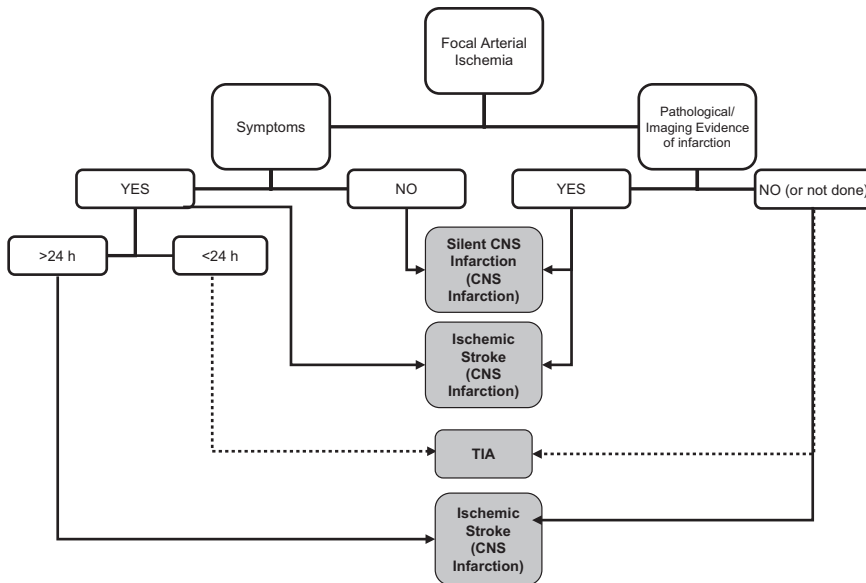 Focal Arterial
Ischemia
Symptoms
Pathological/
Imaging Evidence
of infarction
YES
NO
YES
NO (or not done)
>24 h
<24 h
Silent CNS
Infarction
(CNS
Infarction)
Ischemic
Stroke
(CNS
Infarction)
TIA
Ischemic
Stroke
(CNS
Infarction)